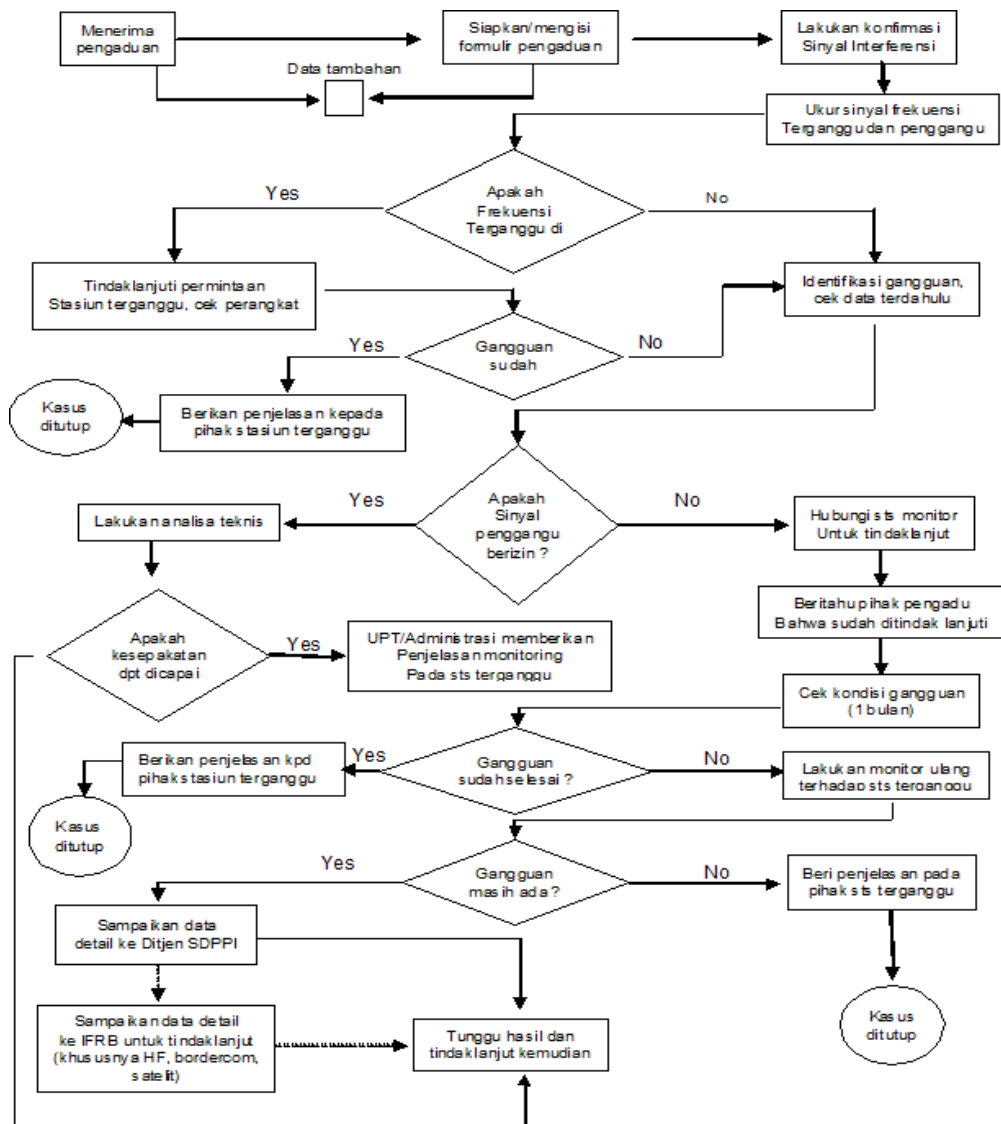 Menerima
pengaduan
Siapkan/mengisi
formulir pengaduan
Lakukan konfirmasi
Sinyal Interferensi
Data tambahan
Ukur sinyal frekuensi
Terganggu dan penggangu
Yes
Apakah
Frekuensi
Terganggu di
No
Tindaklanjuti permintaan
Stasiun terganggu, cek perangkat
Identifikasi gangguan,
cek data terdahulu
Yes
Gangguan
sudah
No
Kasus
ditutup
Berikan penjelasan kepada
pihak stasiun terganggu
Yes
Apakah
Sinyal
penggangu
berizin ?
No
Lakukan analisa teknis
Hubungi sts monitor
Untuk tindaklanjut
Apakah
kesepakatan
dpt dicapai
Yes
UPT/Administrasi memberikan
Penjelasan monitoring
Pada sts terganggu
Beritahu pihak pengadu
Bahwa sudah ditindak lanjuti
Cek kondisi gangguan
(1 bulan)
Berikan penjelasan kpd
pihak stasiun terganggu
Yes
Gangguan
sudah selesai ?
No
Lakukan monitor ulang
terhadap sts terganggu
Kasus
ditutup
Yes
Gangguan
masih ada?
No
Beri penjelasan pada
pihak sts terganggu
Sampaikan data
detail ke Ditjen SDPPI
Sampaikan data detail
ke IFRB untuk tindaklanjut
(khususnya HF, bordercom,
satelit)
Tunggu hasil dan
tindaklanjut kemudian
Kasus
ditutup